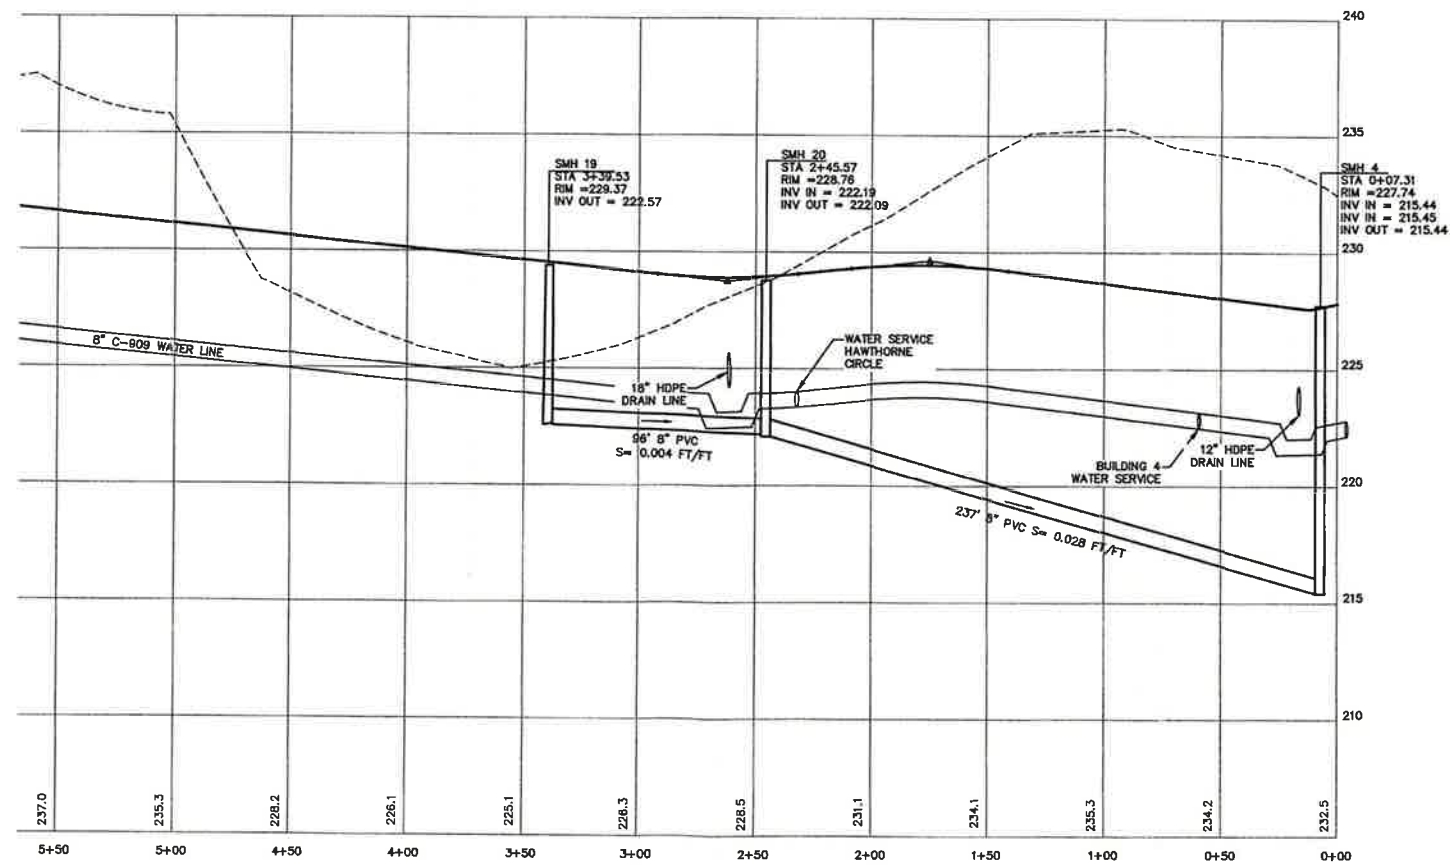 240
235
230
225
220
215
210
SMH 19
STA 3+39.53
RIM =229.37
INV OUT = 222.57
SMH 20
STA 2+45.57
RIM =228.76
INV IN = 222.19
INV OUT = 222.09
SMH 4
STA 0+07.31
RIM =227.74
INV IN = 215.44
INV IN = 215.45
INV OUT = 215.44
8" C-909 WATER LINE
18" HDPE
DRAIN LINE
WATER SERVICE
HAWTHORNE
CIRCLE
96' 8" PVC
S= 0.004 FT/FT
237' 8" PVC S= 0.028 FT/FT
BUILDING 4
WATER SERVICE
12" HDPE
DRAIN LINE
237.0
235.3
228.2
226.1
225.1
226.3
228.5
231.1
234.1
235.3
234.2
232.5
5+50
5+00
4+50
4+00
3+50
3+00
2+50
2+00
1+50
1+00
0+50
0+00